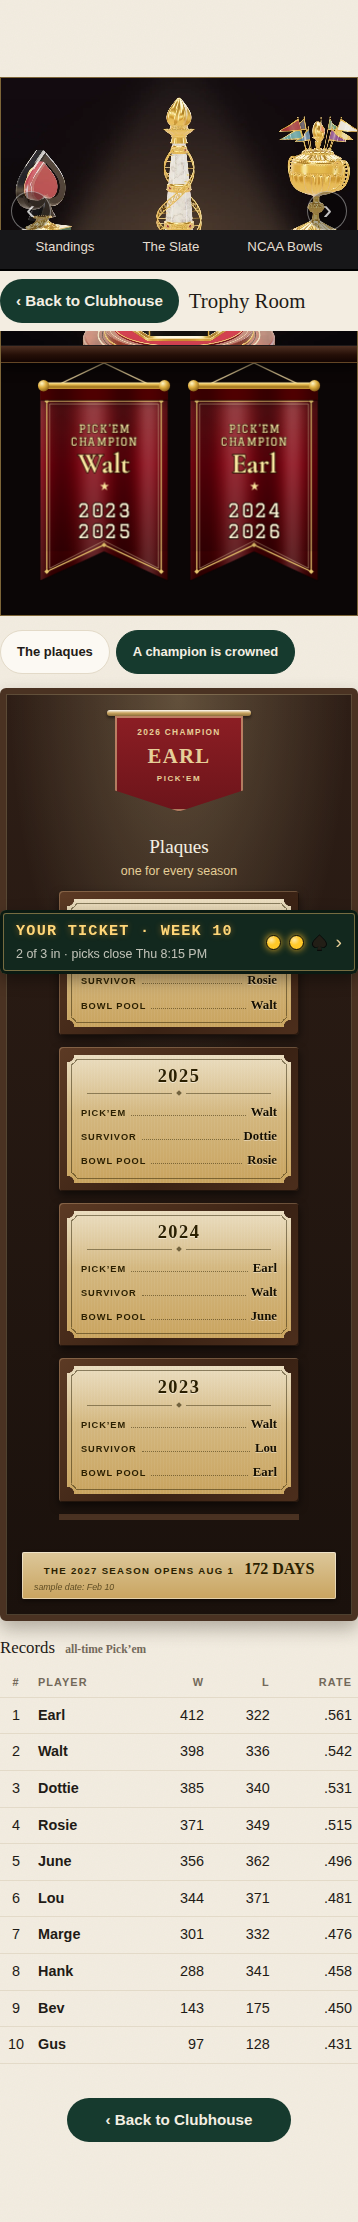 Standings The Slate NCAA Bowls
‹ Back to Clubhouse Trophy Room
PICK'EM
CHAMPION
Walt
2023
2025
PICK'EM
CHAMPION
Earl
2024
2026
The plaques A champion is crowned
2026 CHAMPION
EARL
PICK'EM
Plaques
one for every season
YOUR TICKET · WEEK 10
2 of 3 in · picks close Thu 8:15 PM ›
SURVIVOR Rosie
BOWL POOL Walt
2025
PICK'EM Walt
SURVIVOR Dottie
BOWL POOL Rosie
2024
PICK'EM Earl
SURVIVOR Walt
BOWL POOL June
2023
PICK'EM Walt
SURVIVOR Lou
BOWL POOL Earl
THE 2027 SEASON OPENS AUG 1 172 DAYS
sample date: Feb 10
Records all-time Pick'em
# PLAYER W L RATE
1 Earl 412 322 .561
2 Walt 398 336 .542
3 Dottie 385 340 .531
4 Rosie 371 349 .515
5 June 356 362 .496
6 Lou 344 371 .481
7 Marge 301 332 .476
8 Hank 288 341 .458
9 Bev 143 175 .450
10 Gus 97 128 .431
‹ Back to Clubhouse